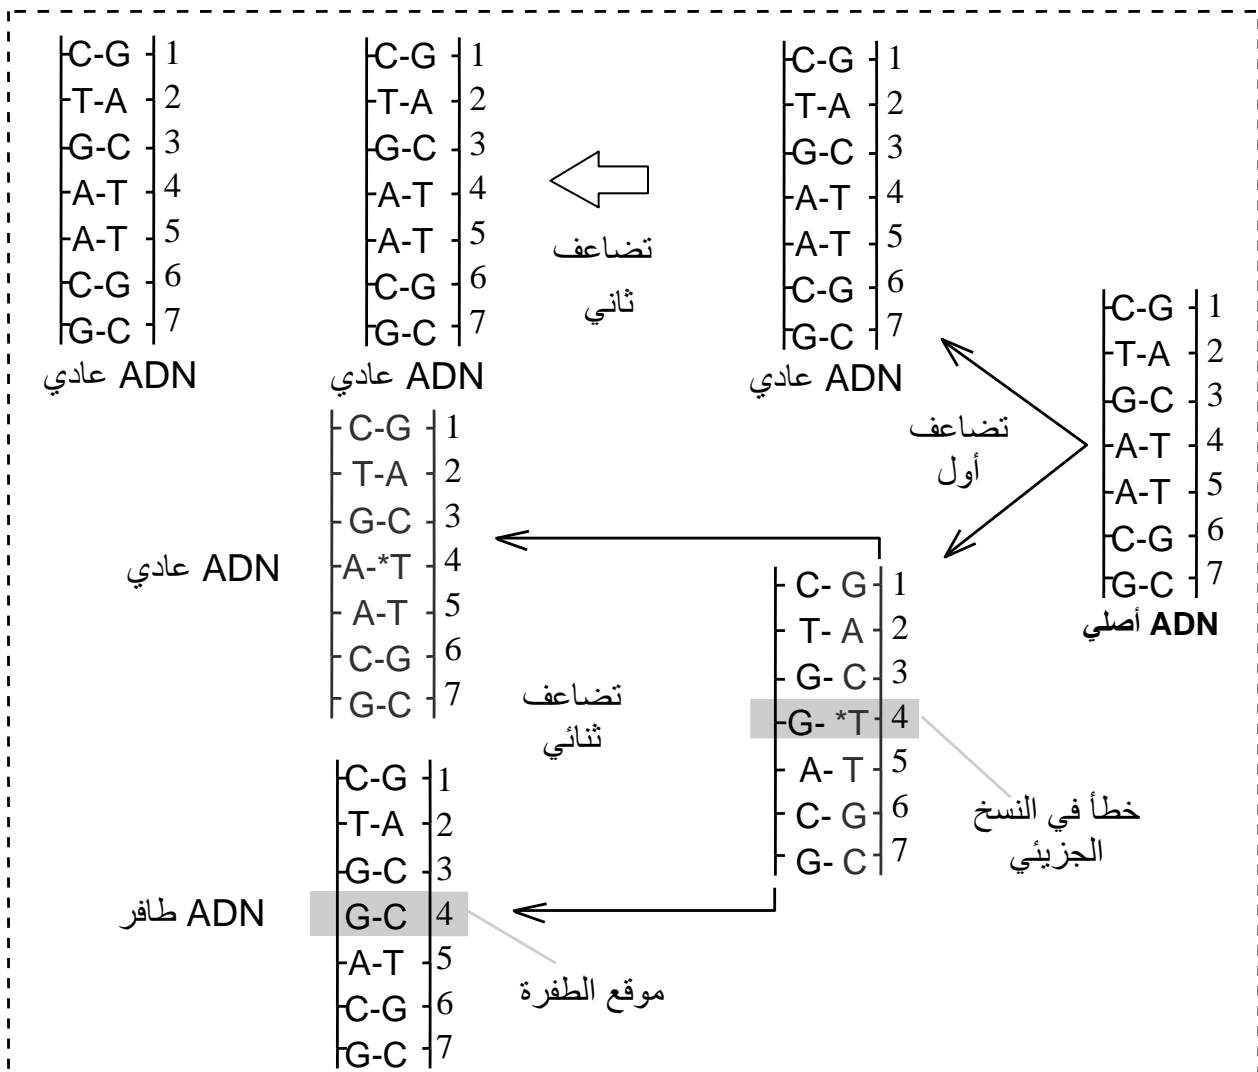 C-G 1
T-A 2
G-C 3
A-T 4
A-T 5
C-G 6
G-C 7
ADN أصلي
تضاعف
أول
C-G 1
T-A 2
G-C 3
A-T 4
A-T 5
C-G 6
G-C 7
ADN عادي
تضاعف
ثاني
C-G 1
T-A 2
G-C 3
A-T 4
A-T 5
C-G 6
G-C 7
ADN عادي
C-G 1
T-A 2
G-C 3
A-T 4
A-T 5
C-G 6
G-C 7
ADN عادي
C- G 1
T- A 2
G- C 3
G- *T 4
A- T 5
C- G 6
G- C 7
خطأ في النسخ
الجزيئي
تضاعف
ثنائي
C-G 1
T-A 2
G-C 3
A-*T 4
A-T 5
C-G 6
G-C 7
ADN عادي
C-G 1
T-A 2
G-C 3
G-C 4
A-T 5
C-G 6
G-C 7
ADN طافر
موقع الطفرة